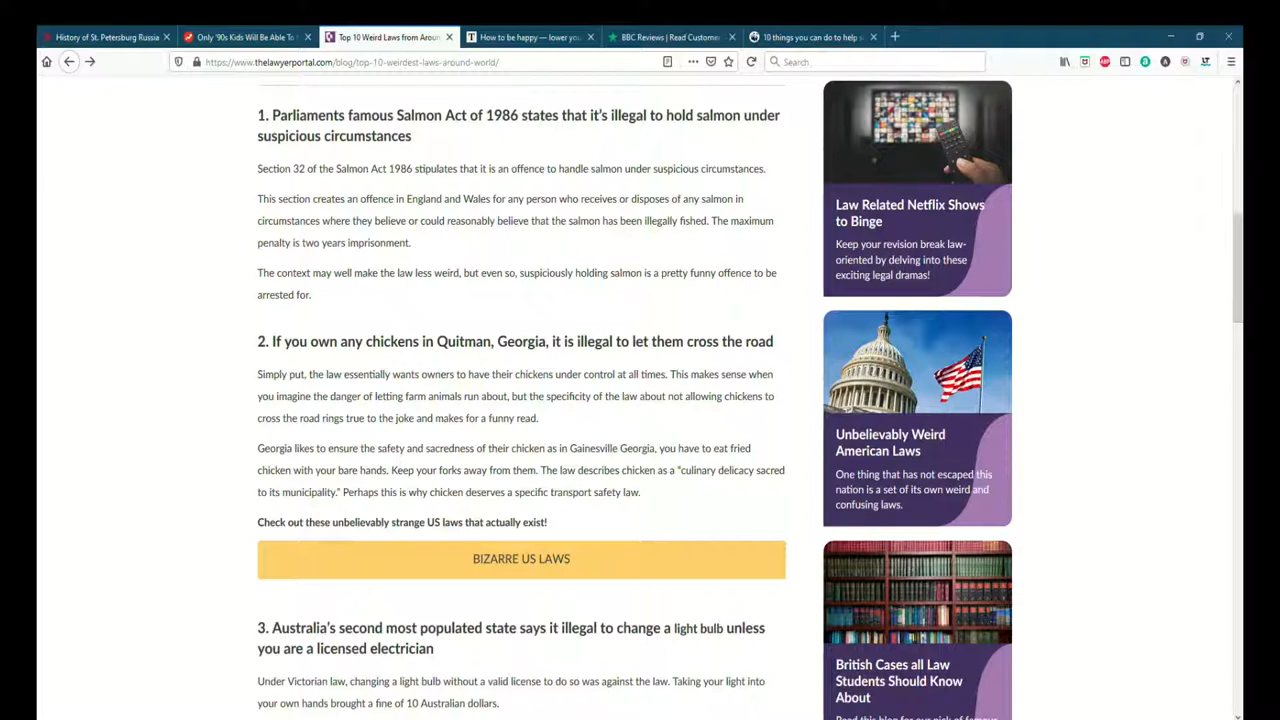 History of St. Petersburg Russia
Only '90s Kids Will Be Able To
Top 10 Weird Laws from Arou
How to be happy — lower you
BBC Reviews | Read Customer
10 things you can do to help s
https://www.thelawyerportal.com/blog/top-10-weirdest-laws-around-world/
Search
1. Parliaments famous Salmon Act of 1986 states that it's illegal to hold salmon under
suspicious circumstances
Section 32 of the Salmon Act 1986 stipulates that it is an offence to handle salmon under suspicious circumstances.
This section creates an offence in England and Wales for any person who receives or disposes of any salmon in
circumstances where they believe or could reasonably believe that the salmon has been illegally fished. The maximum
penalty is two years imprisonment.
The context may well make the law less weird, but even so, suspiciously holding salmon is a pretty funny offence to be
arrested for.
2. If you own any chickens in Quitman, Georgia, it is illegal to let them cross the road
Simply put, the law essentially wants owners to have their chickens under control at all times. This makes sense when
you imagine the danger of letting farm animals run about, but the specificity of the law about not allowing chickens to
cross the road rings true to the joke and makes for a funny read.
Georgia likes to ensure the safety and sacredness of their chicken as in Gainesville Georgia, you have to eat fried
chicken with your bare hands. Keep your forks away from them. The law describes chicken as a "culinary delicacy sacred
to its municipality." Perhaps this is why chicken deserves a specific transport safety law.
Check out these unbelievably strange US laws that actually exist!
BIZARRE US LAWS
3. Australia's second most populated state says it illegal to change a light bulb unless
you are a licensed electrician
Under Victorian law, changing a light bulb without a valid license to do so was against the law. Taking your light into
your own hands brought a fine of 10 Australian dollars.
Law Related Netflix Shows
to Binge
Keep your revision break law-
oriented by delving into these
exciting legal dramas!
Unbelievably Weird
American Laws
One thing that has not escaped this
nation is a set of its own weird and
confusing laws.
British Cases all Law
Students Should Know
About
Read this blog for our pick of famous